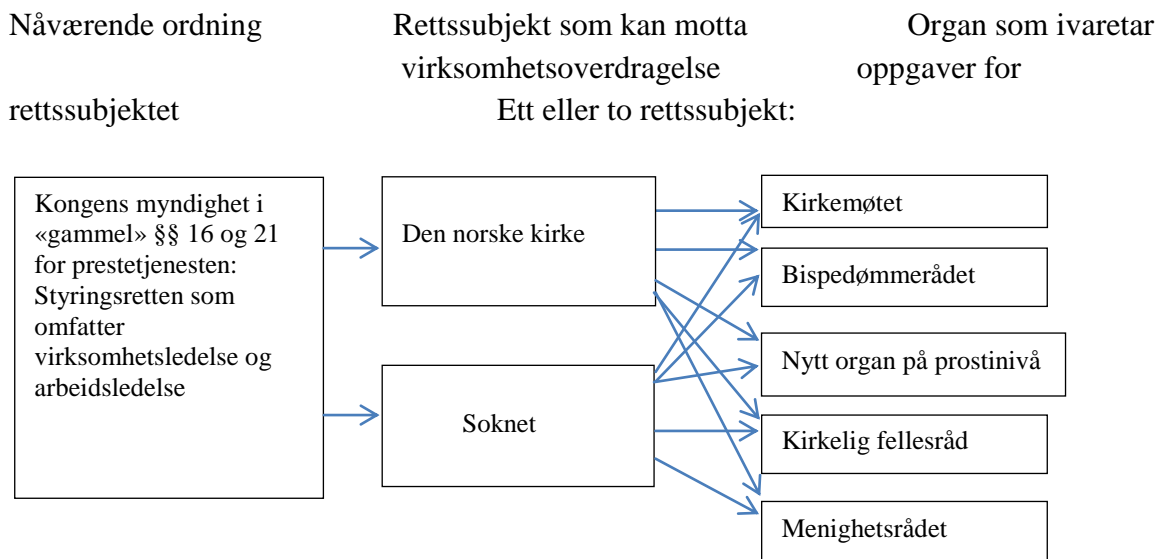 Nåværende ordning Rettssubjekt som kan motta Organ som ivaretar
virksomhetsoverdragelse oppgaver for
rettssubjektet Ett eller to rettssubjekt:
Kongens myndighet i
«gammel» §§ 16 og 21
for prestetjenesten:
Styringsretten som
omfatter
virksomhetsledelse og
arbeidsledelse
Den norske kirke
Soknet
Kirkemøtet
Bispedømmerådet
Nytt organ på prostinivå
Kirkelig fellesråd
Menighetsrådet